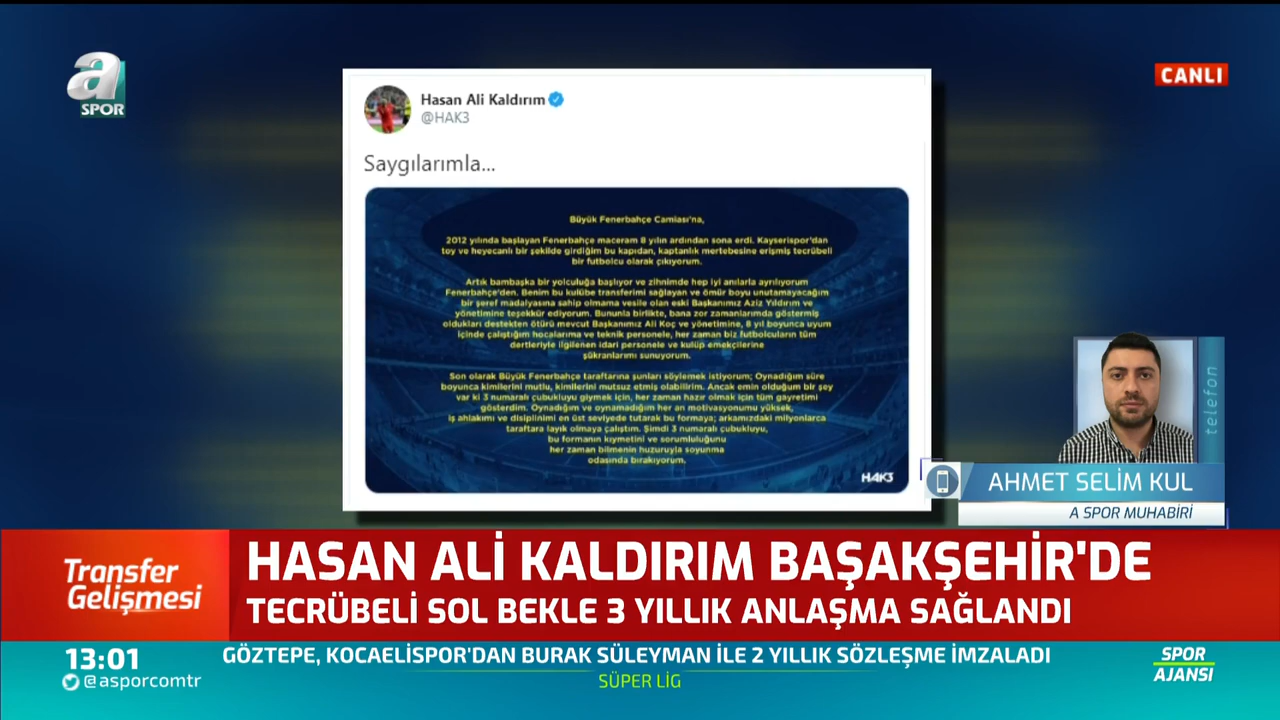 a
SPOR
CANLI
Hasan Ali Kaldırım
@HAK3
Saygılarımla...
Büyük Fenerbahçe Camiası'na,
2012 yılında başlayan Fenerbahçe maceram 8 yılın ardından sona erdi. Kayserispor'dan
toy ve heyecanlı bir şekilde girdiğim bu kapıdan, kaptanlık mertebesine erişmiş tecrübeli
bir futbolcu olarak çıkıyorum.
Artık bambaşka bir yolculuğa başlıyor ve zihnimde hep iyi anılarla ayrılıyorum
Fenerbahçe'den. Benim bu kulübe transferimi sağlayan ve ömür boyu unutamayacağım
bir şeref madalyasına sahip olmama vesile olan eski Başkanımız Aziz Yıldırım ve
yönetimine teşekkür ediyorum. Bununla birlikte, bana zor zamanlarımda göstermiş
oldukları destekten ötürü mevcut Başkanımız Ali Koç ve yönetimine, 8 yıl boyunca uyum
içinde çalıştığım hocalarıma ve teknik personele, her zaman biz futbolcuların tüm
dertleriyle ilgilenen idari personele ve kulüp emekçilerine
şükranlarımı sunuyorum.
Son olarak Büyük Fenerbahçe taraftarına şunları söylemek istiyorum; Oynadığım süre
boyunca kimilerini mutlu, kimilerini mutsuz etmiş olabilirim. Ancak emin olduğum bir şey
var ki 3 numaralı çubukluyu giymek için, her zaman hazır olmak için tüm gayretimi
gösterdim. Oynadığım ve oynamadığım her an motivasyonumu yüksek,
iş ahlakımı ve disiplinimi en üst seviyede tutarak bu formaya; arkamızdaki milyonlarca
taraftara layık olmaya çalıştım. Şimdi 3 numaralı çubukluyu,
bu formanın kıymetini ve sorumluluğunu
her zaman bilmenin huzuruyla soyunma
odasında bırakıyorum.
HAK3
telefon
AHMET SELİM KUL
A SPOR MUHABİRİ
Transfer
Gelişmesi
HASAN ALİ KALDIRIM BAŞAKŞEHİR'DE
TECRÜBELİ SOL BEKLE 3 YILLIK ANLAŞMA SAĞLANDI
13:01
@asporcomtr
GÖZTEPE, KOCAELİSPOR'DAN BURAK SÜLEYMAN İLE 2 YILLIK SÖZLEŞME İMZALADI
SÜPER LİG
SPOR
AJANSI